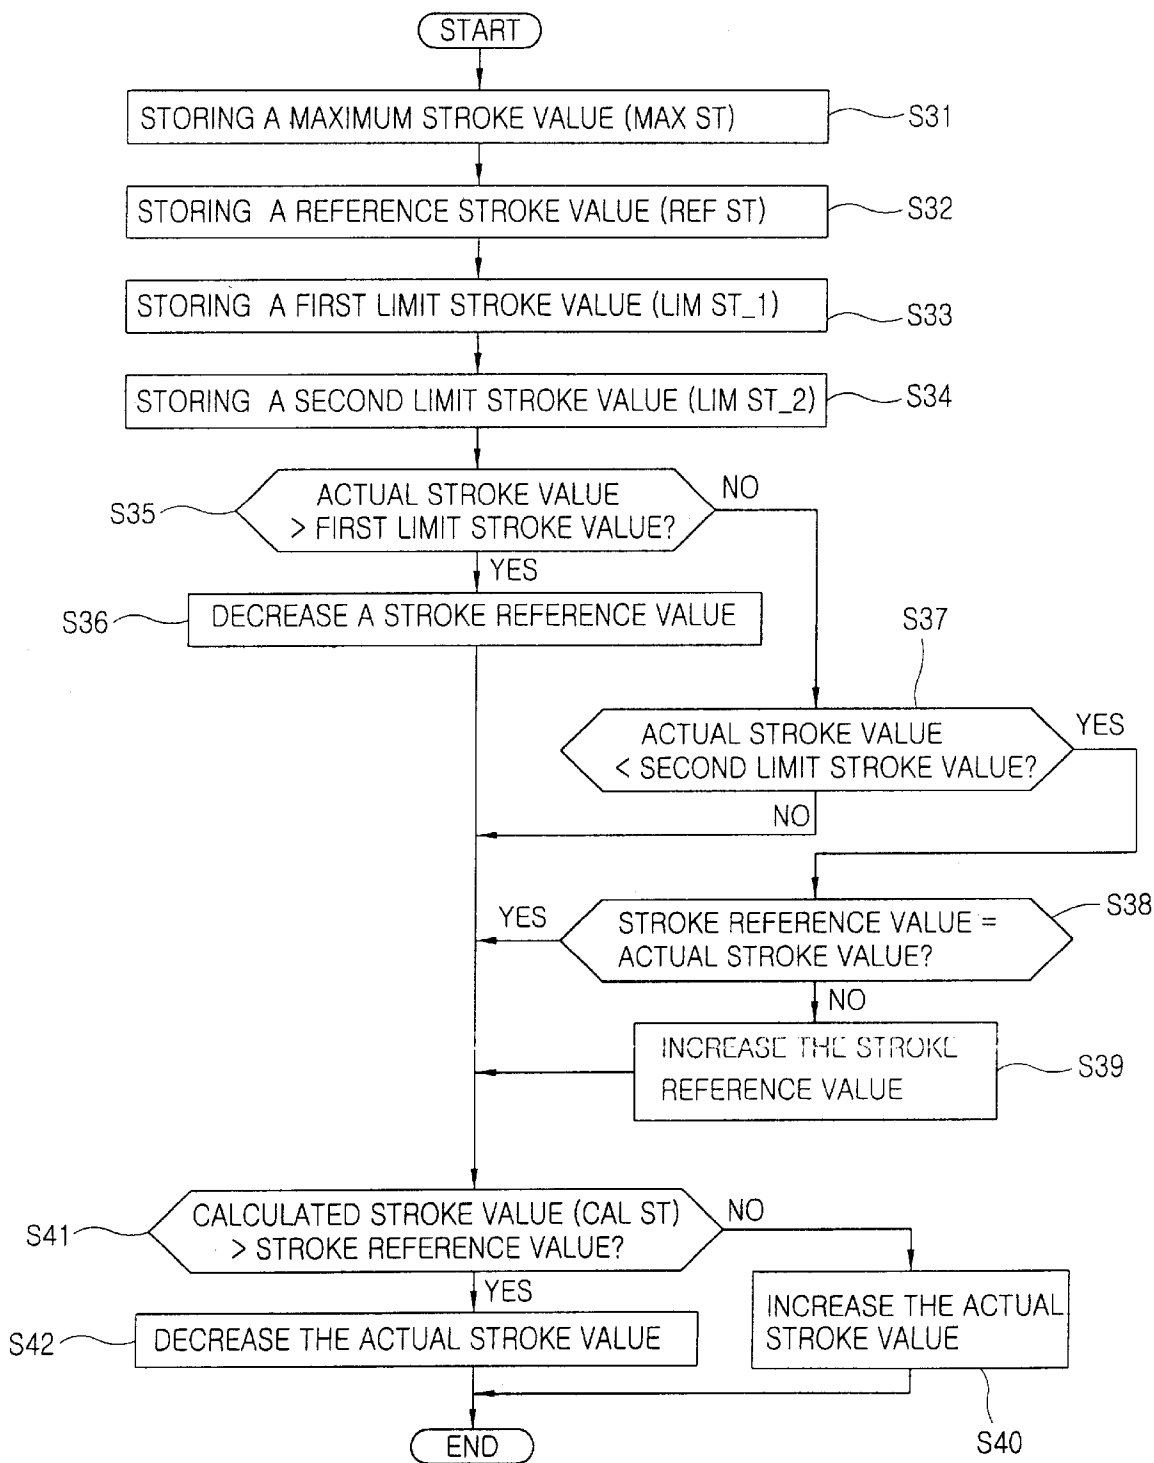 START
STORING A MAXIMUM STROKE VALUE (MAX ST)
S31
STORING A REFERENCE STROKE VALUE (REF ST)
S32
STORING A FIRST LIMIT STROKE VALUE (LIM ST_1)
S33
STORING A SECOND LIMIT STROKE VALUE (LIM ST_2)
S34
S35
ACTUAL STROKE VALUE
> FIRST LIMIT STROKE VALUE?
NO
YES
S36
DECREASE A STROKE REFERENCE VALUE
S37
ACTUAL STROKE VALUE
< SECOND LIMIT STROKE VALUE?
YES
NO
YES
STROKE REFERENCE VALUE =
ACTUAL STROKE VALUE?
S38
NO
INCREASE THE STROKE
REFERENCE VALUE
S39
S41
CALCULATED STROKE VALUE (CAL ST)
> STROKE REFERENCE VALUE?
NO
YES
S42
DECREASE THE ACTUAL STROKE VALUE
INCREASE THE ACTUAL
STROKE VALUE
S40
END